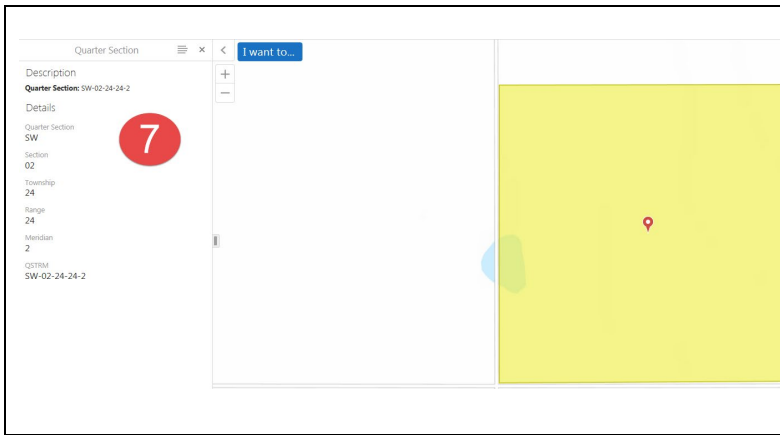 Quarter Section
I want to...
Description
Quarter Section: SW-02-24-24-2
Details
Quarter Section
SW
7
Section
02
Township
24
Range
24
Meridian
2
QSTRM
SW-02-24-24-2